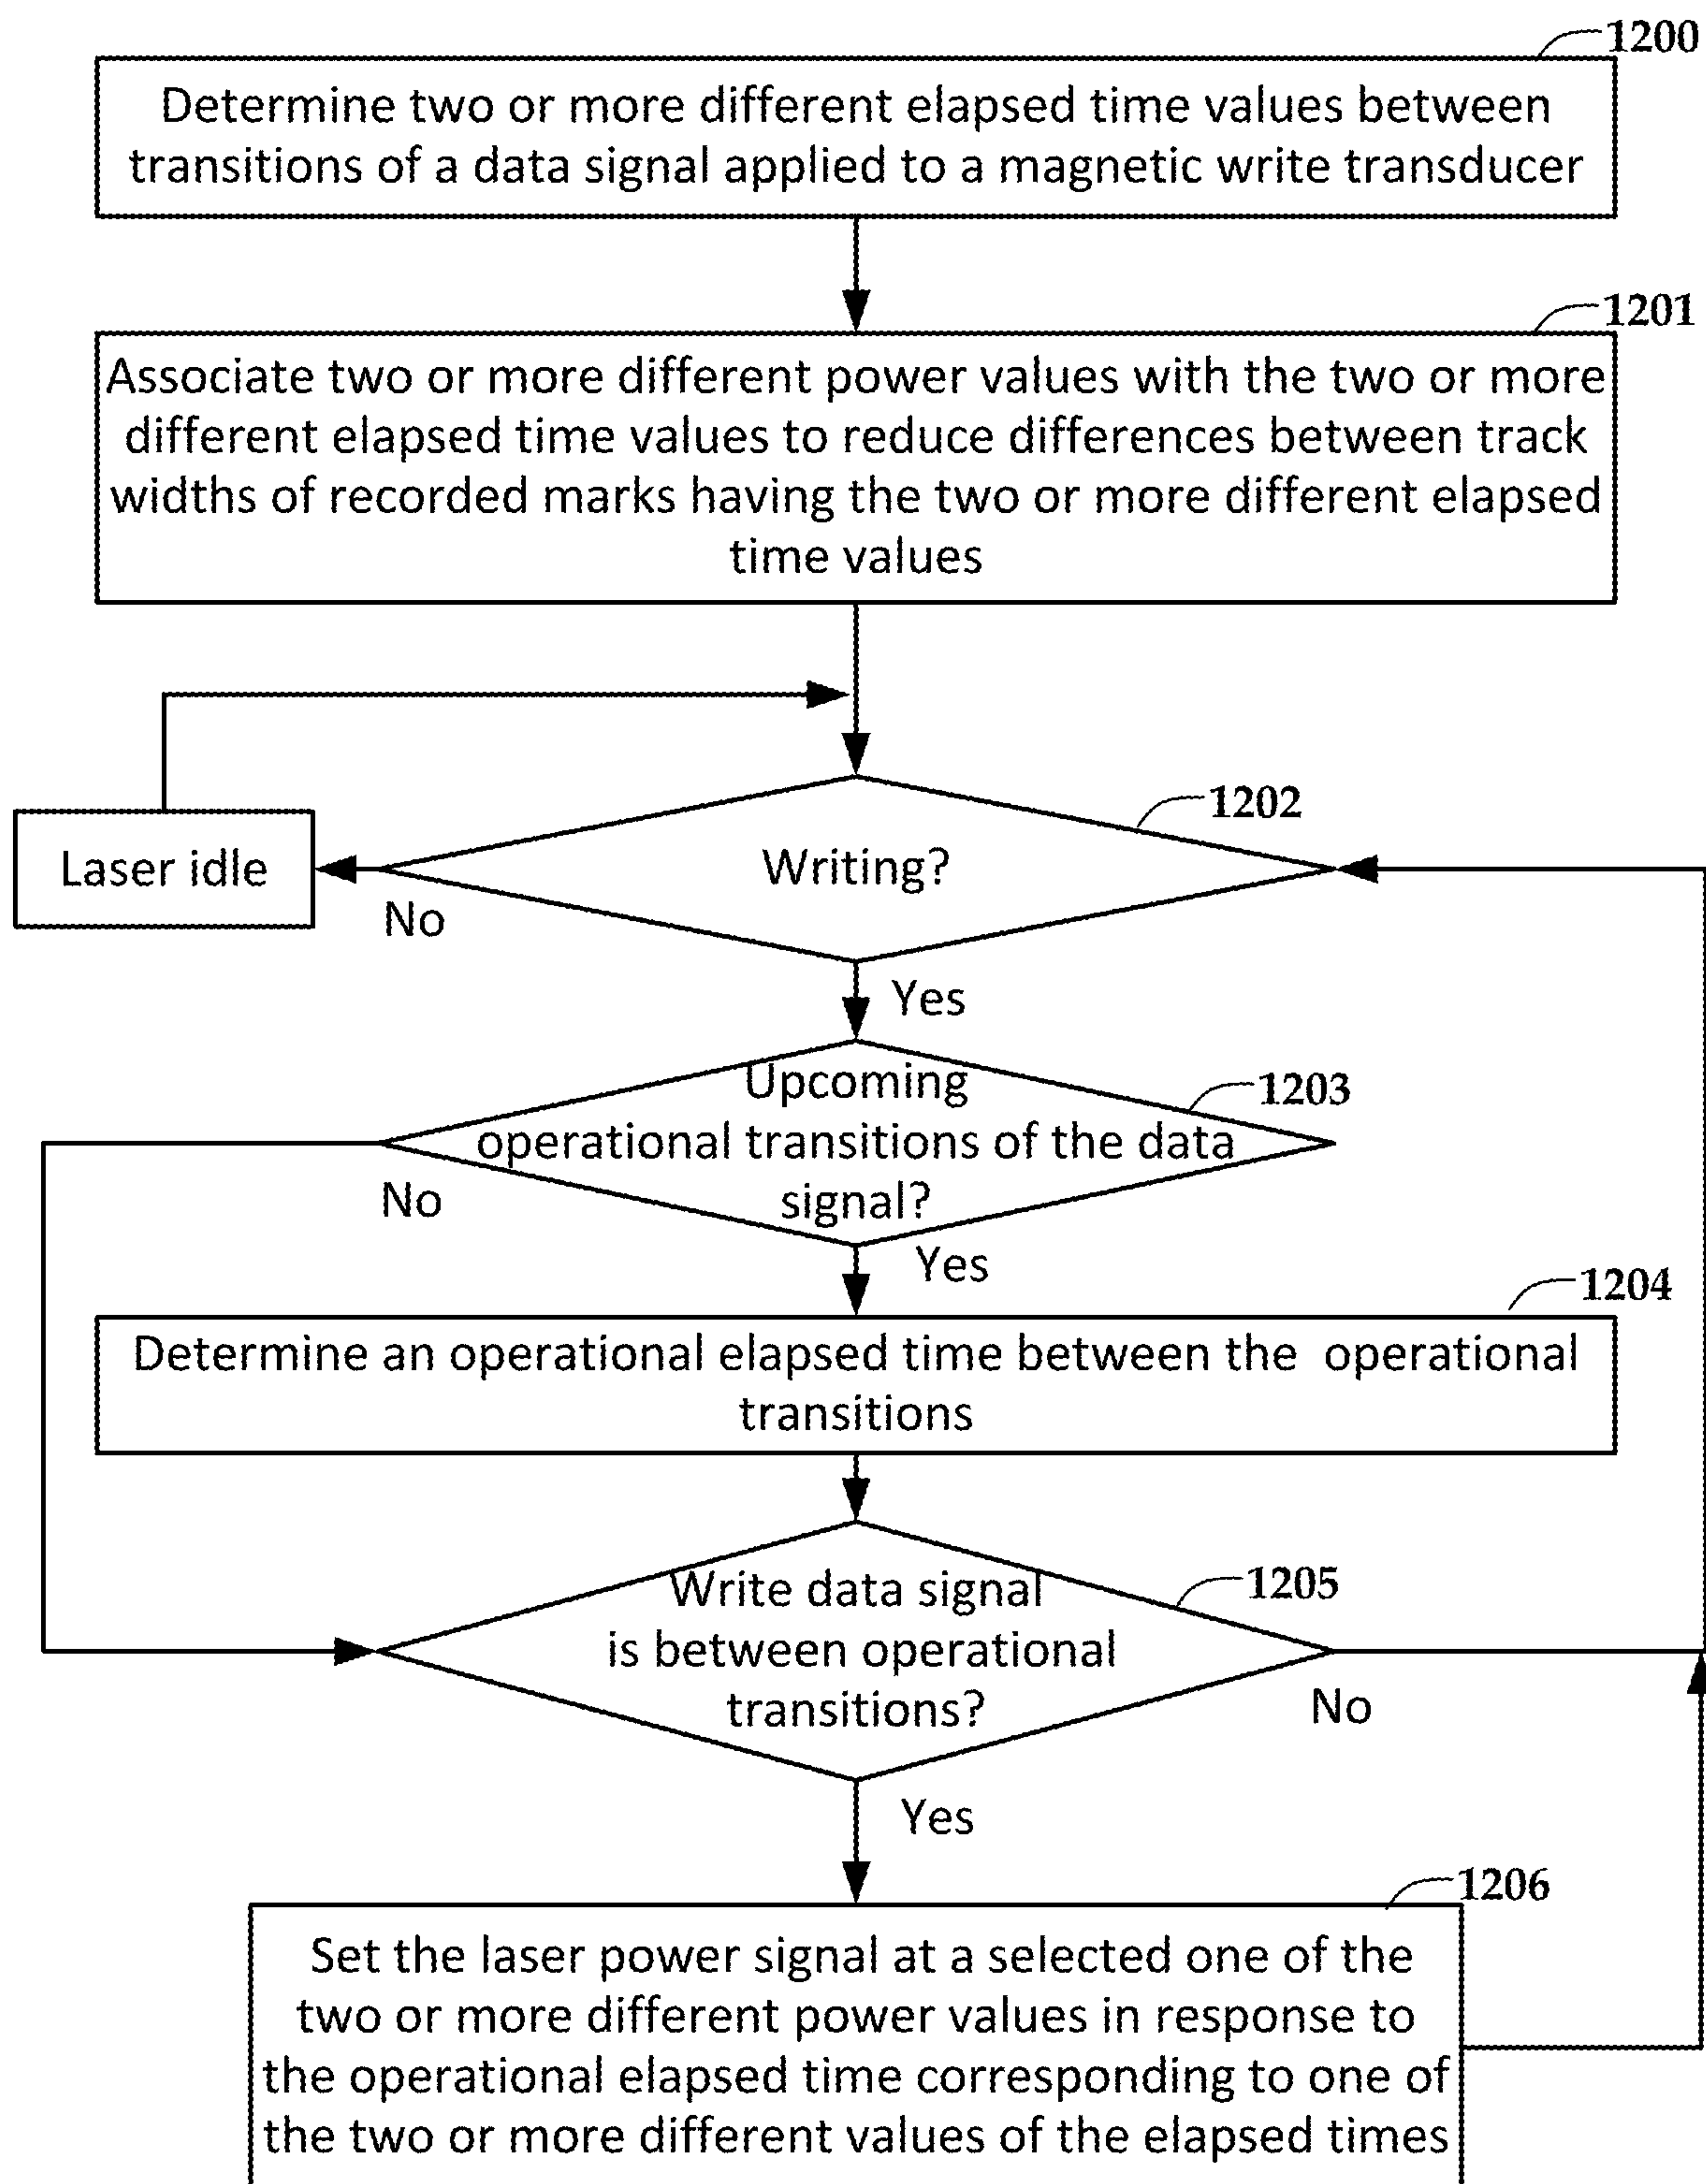 1200
Determine two or more different elapsed time values between
transitions of a data signal applied to a magnetic write transducer
1201
Associate two or more different power values with the two or more
different elapsed time values to reduce differences between track
widths of recorded marks having the two or more different elapsed
time values
1202
Writing?
Laser idle
No
Yes
1203
Upcoming
operational transitions of the data
signal?
No
Yes
1204
Determine an operational elapsed time between the operational
transitions
1205
Write data signal
is between operational
transitions?
No
Yes
1206
Set the laser power signal at a selected one of the
two or more different power values in response to
the operational elapsed time corresponding to one of
the two or more different values of the elapsed times